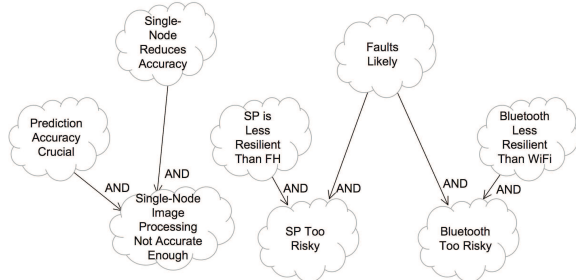 Single-
Node
Reduces
Accuracy
Faults
Likely
Prediction
Accuracy
Crucial
SP is
Less
Resilient
Than FH
Bluetooth
Less
Resilient
Than WiFi
AND
AND
AND
AND
AND
AND
Single-Node
Image
Processing
Not Accurate
Enough
SP Too
Risky
Bluetooth
Too Risky